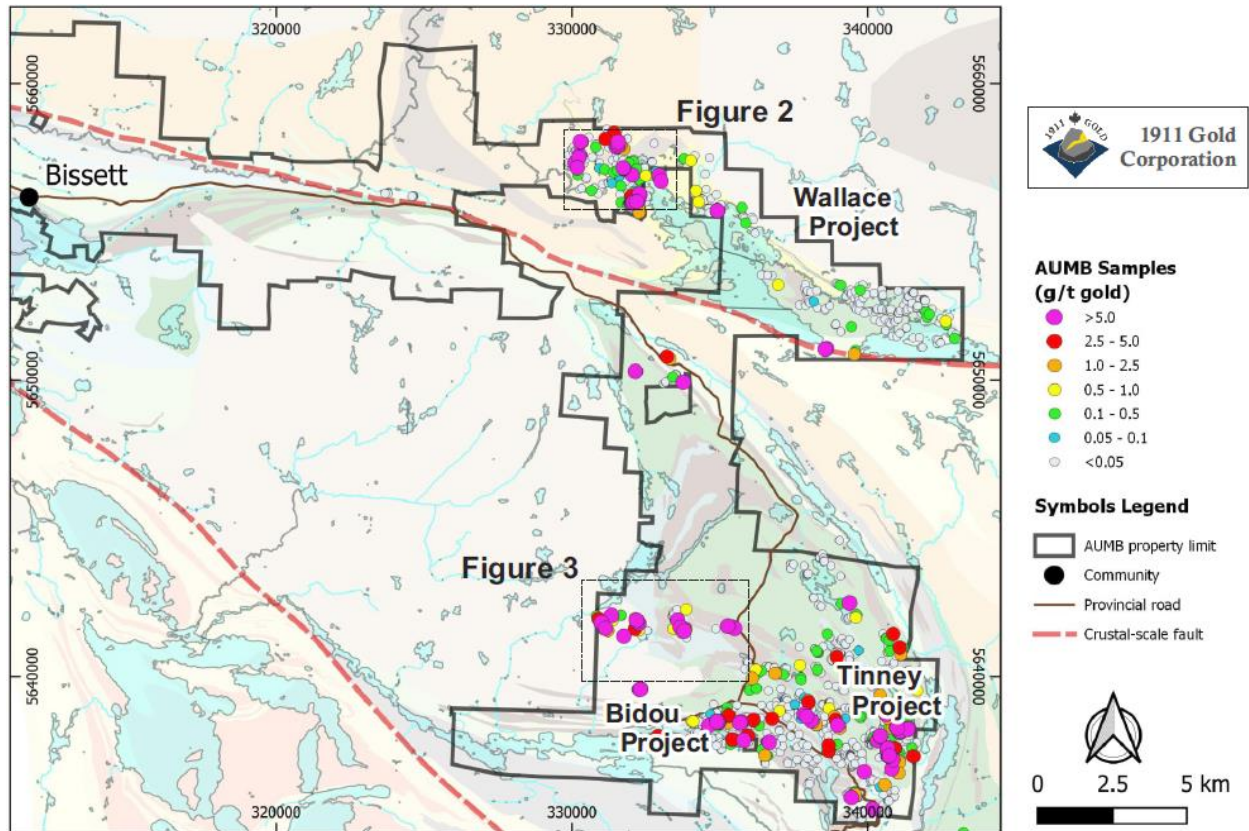 320000
330000
340000
5660000
5660000
Figure 2
Bissett
Wallace
Project
5650000
5650000
Figure 3
5640000
5640000
Tinney
Project
Bidou
Project
320000
330000
340000
1911 GOLD
1911 Gold
Corporation
AUMB Samples
(g/t gold)
>5.0
2.5 - 5.0
1.0 - 2.5
0.5 - 1.0
0.1 - 0.5
0.05 - 0.1
<0.05
Symbols Legend
AUMB property limit
Community
Provincial road
Crustal-scale fault
0 2.5 5 km